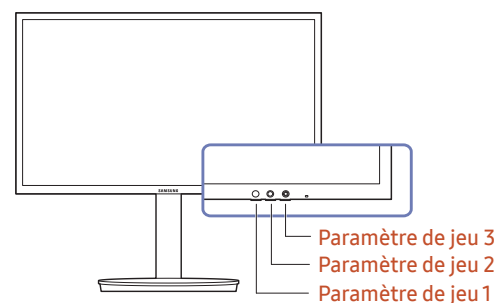 SAMSUNG
Paramètre de jeu 3
Paramètre de jeu 2
Paramètre de jeu 1